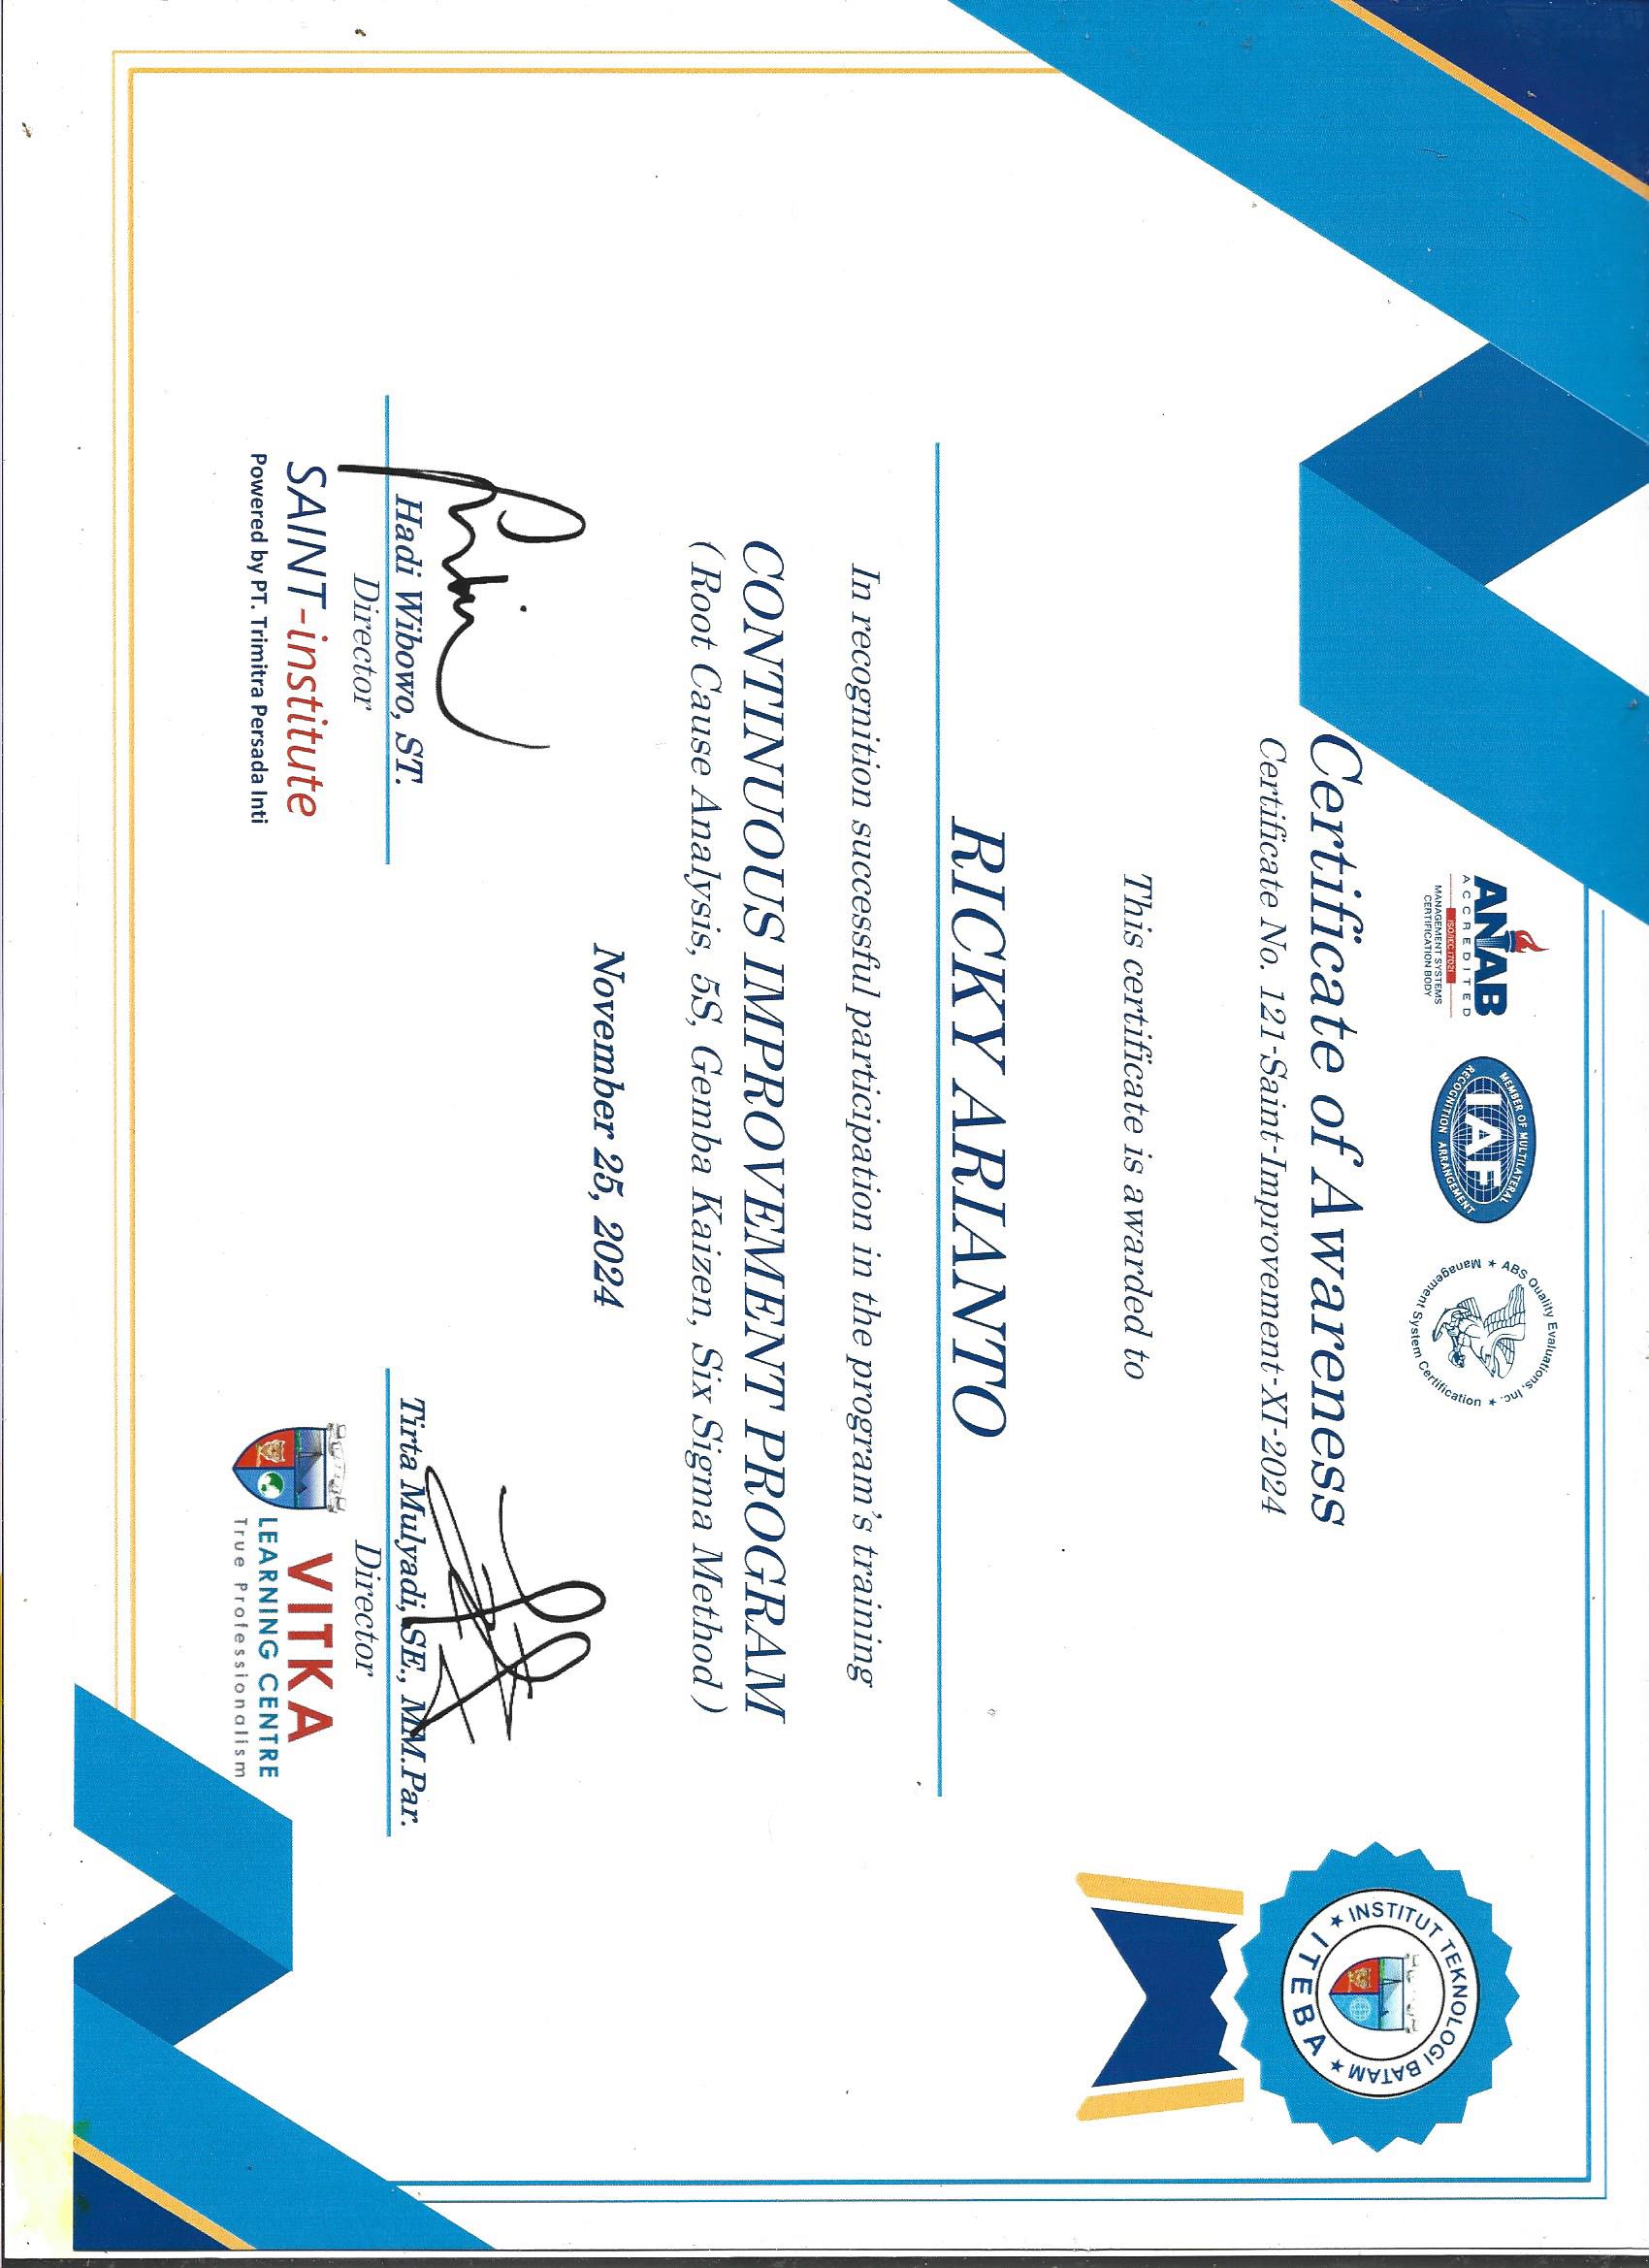 ANAB
ACCREDITED
ISO/IEC 17021
MANAGEMENT SYSTEMS
CERTIFICATION BODY
MEMBER OF MULTILATERAL
IAF
RECOGNITION ARRANGEMENT
ABS Quality Evaluations, Inc.
Management System Certification
INSTITUT TEKNOLOGI BATAM
ITEBA
Certificate of Awareness
Certificate No. 121-Saint-Improvement-XI-2024
This certificate is awarded to
RICKY ARIANTO
In recognition successful participation in the program's training
CONTINUOUS IMPROVEMENT PROGRAM
( Root Cause Analysis, 5S, Gemba Kaizen, Six Sigma Method )
November 25, 2024
Hadi Wibowo, ST.
Director
SAINT-institute
Powered by PT. Trimitra Persada Inti
Tirta Mulyadi, SE., MM.Par.
Director
VITKA
LEARNING CENTRE
True Professionalism